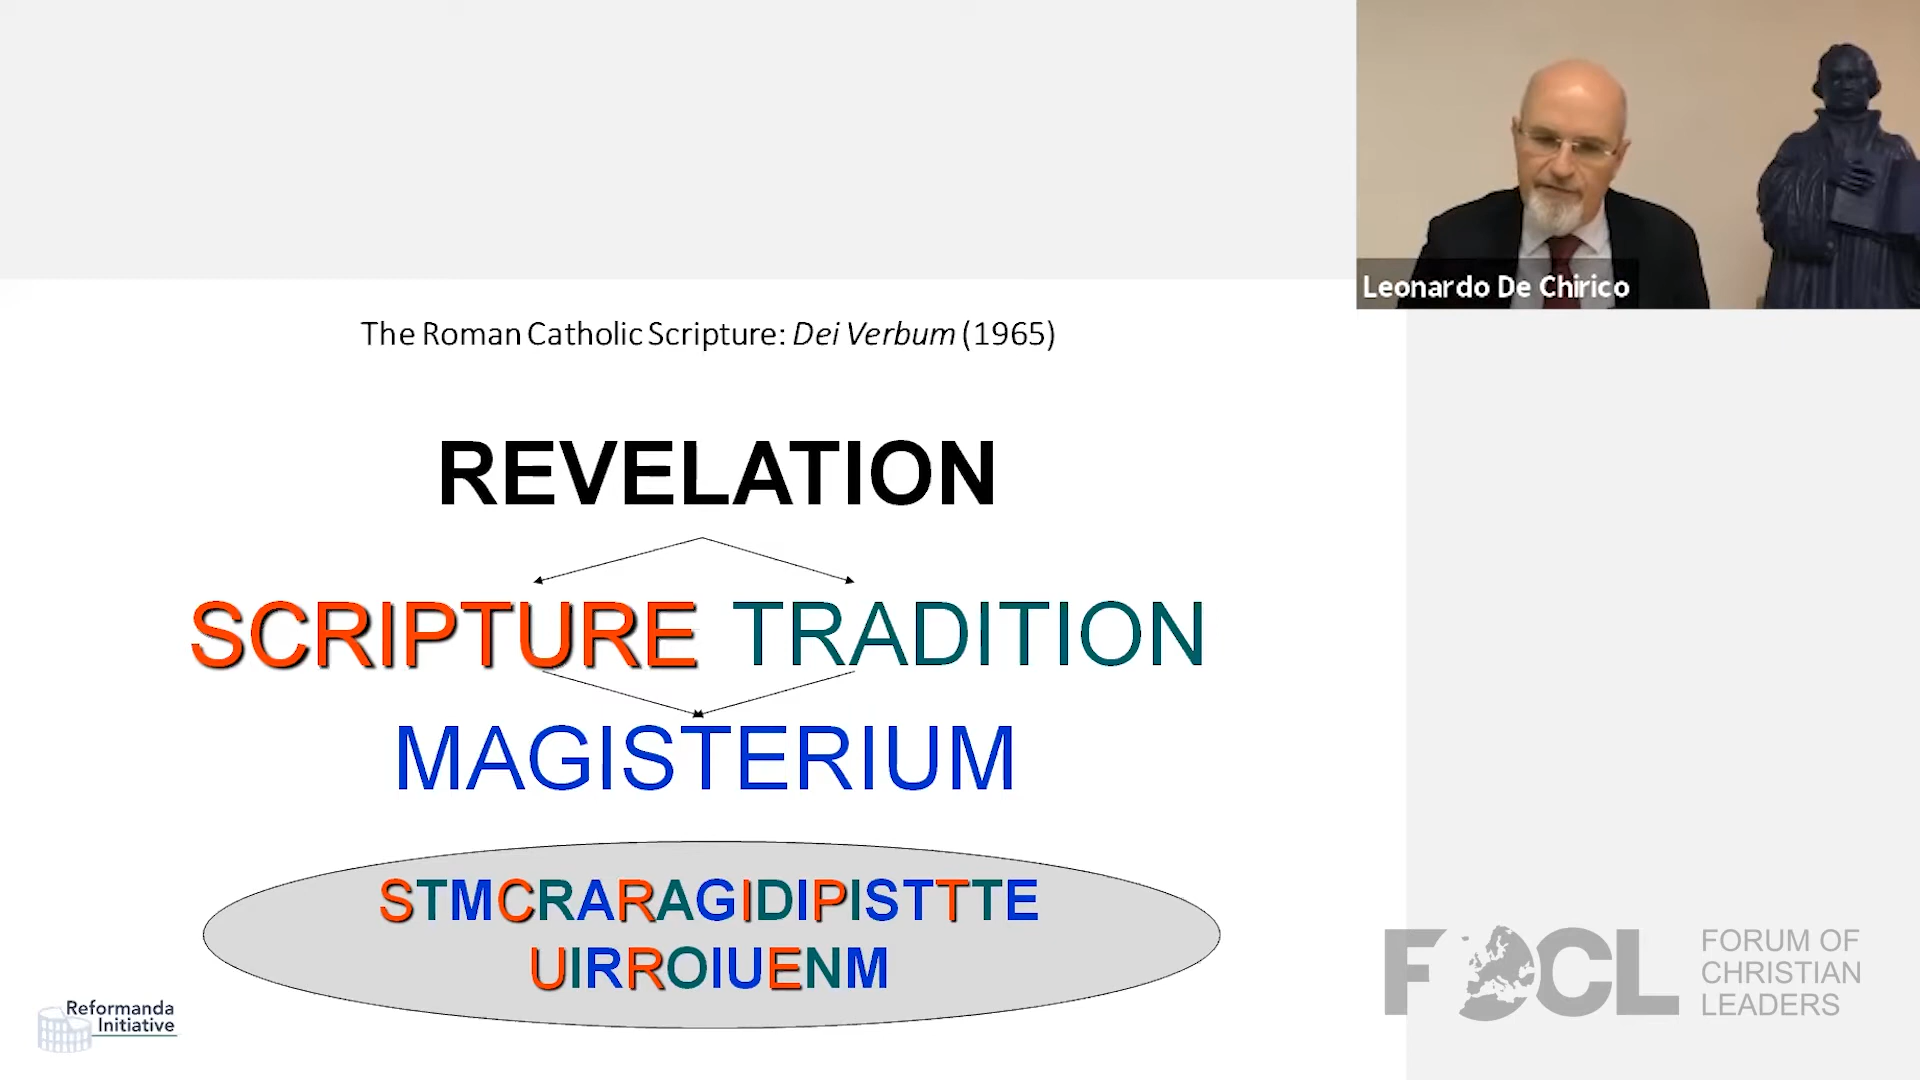 Leonardo De Chirico
The Roman Catholic Scripture: Dei Verbum (1965)
REVELATION
SCRIPTURE TRADITION
MAGISTERIUM
STMCRARAGIDIPISTTTE
UIRROIUENM
Reformanda
Initiative
FOCL
FORUM OF
CHRISTIAN
LEADERS